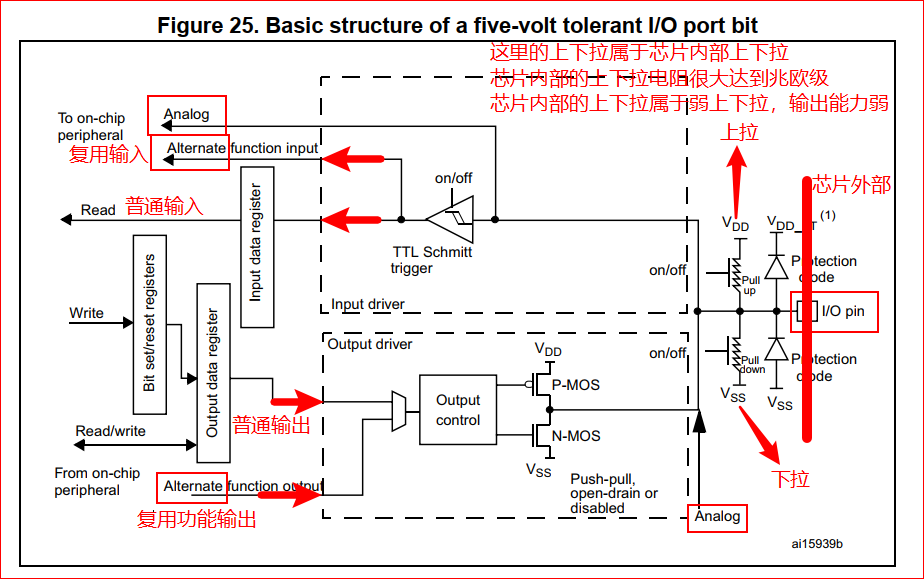 Figure 25. Basic structure of a five-volt tolerant I/O port bit
这里的上下拉属于芯片内部上下拉
芯片内部的上下拉电阻很大达到兆欧级
芯片内部的上下拉属于弱上下拉，输出能力弱
To on-chip
peripheral
复用输入
Analog
Alternate function input
上拉
芯片外部
on/off
Read
普通输入
Input data register
TTL Schmitt
trigger
VDD
VDD_FT (1)
on/off
Pull
up
Protection
diode
Input driver
Write
Bit set/reset registers
Output data register
I/O pin
Output driver
VDD
on/off
Pull
down
Protection
diode
P-MOS
Output
control
VSS
VSS
普通输出
Read/write
N-MOS
VSS
From on-chip
peripheral
Alternate function output
复用功能输出
Push-pull,
open-drain or
disabled
下拉
Analog
ai15939b